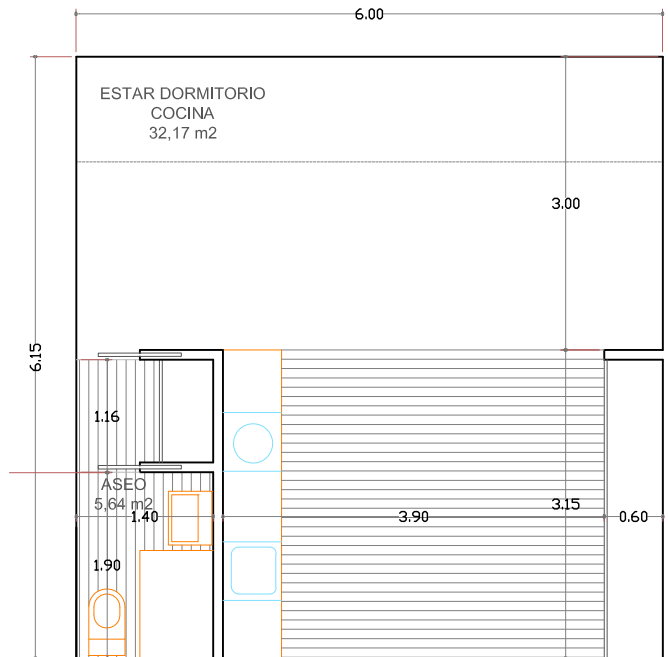 6.00
ESTAR DORMITORIO
COCINA
32,17 m2
3.00
6.15
1.16
ASEO
5,64 m2
1.40
3.90
3.15
0.60
1.90